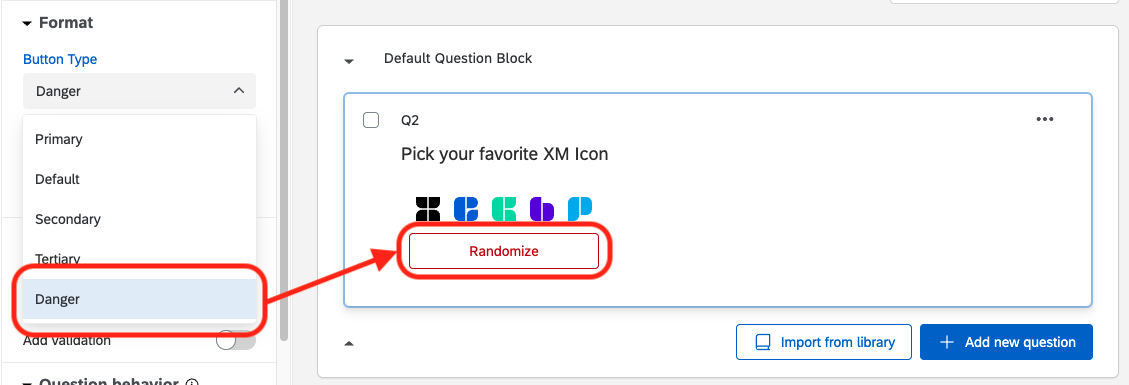 Format
Button Type
Danger
Primary
Default
Secondary
Tertiary
Danger
Add validation
Question behavior
Default Question Block
Q2
Pick your favorite XM Icon
Randomize
Import from library
Add new question